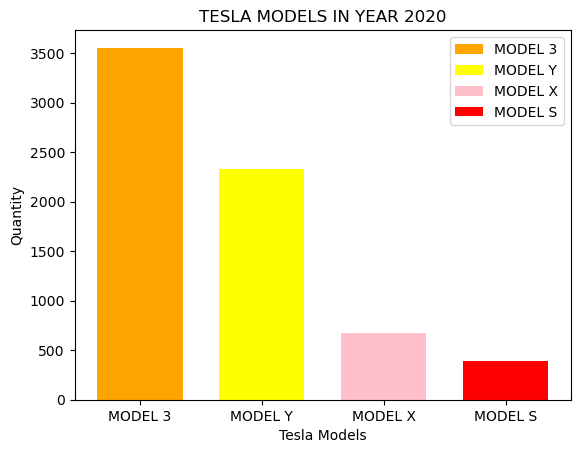 TESLA MODELS IN YEAR 2020
MODEL 3
MODEL Y
MODEL X
MODEL S
Quantity
3500
3000
2500
2000
1500
1000
500
0
MODEL 3 MODEL Y MODEL X MODEL S
Tesla Models